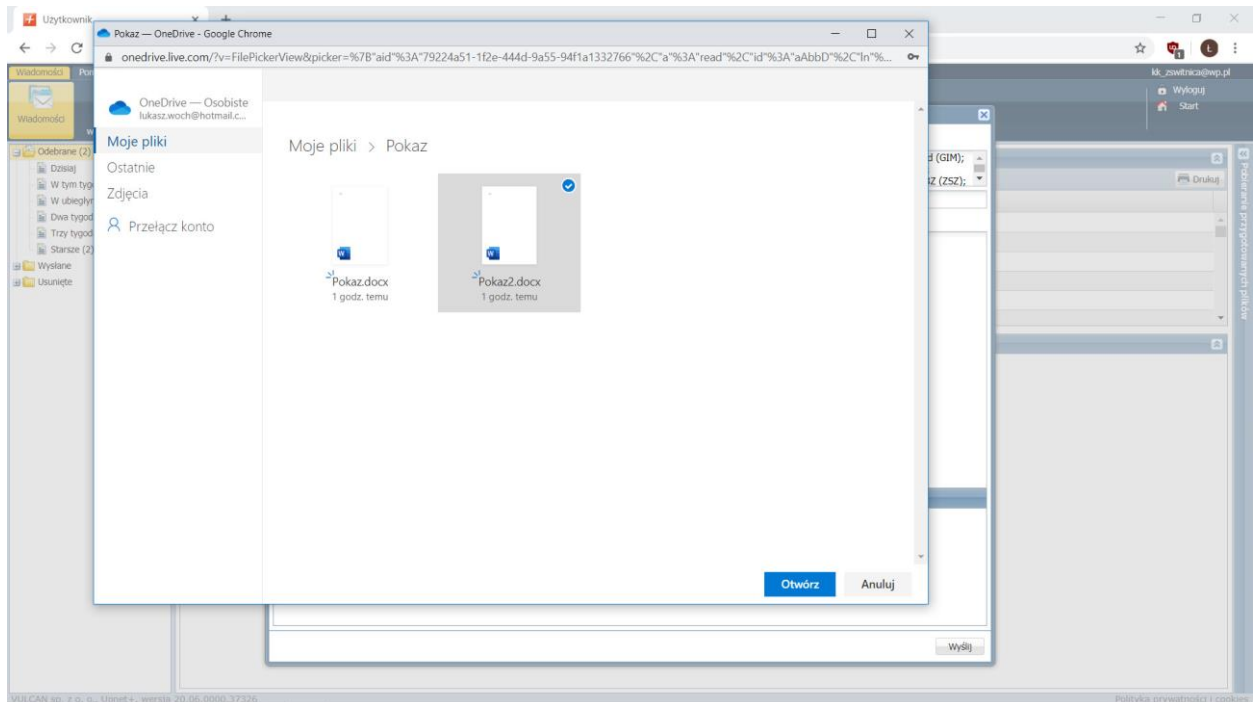 Użytkownik
Pokaz — OneDrive - Google Chrome
onedrive.live.com/?v=FilePickerView&picker=%7B"aid"%3A"79224a51-1f2e-444d-9a55-94f1a1332766"%2C"a"%3A"read"%2C"id"%3A"aAbbD"%2C"ln"%...
Wiadomości
kk_zswitnica@wp.pl
Wyloguj
Start
Wiadomości
OneDrive — Osobiste
lukasz.woch@hotmail.c...
Moje pliki
Ostatnie
Zdjęcia
Przełącz konto
Moje pliki > Pokaz
Pokaz.docx
1 godz. temu
Pokaz2.docx
1 godz. temu
Otwórz
Anuluj
Odebrane (2)
Dzisiaj
W tym tyg
W ubiegłyr
Dwa tygod
Trzy tygod
Starsze (2)
Wysłane
Usunięte
d (GIM);
BZ (ZSZ);
Drukuj
Pobieranie przygotowanych plików
Wyślij
VULCAN sp. z o. o., Uonet+, wersja 20.06.0000.37326
Polityka prywatności i cookies